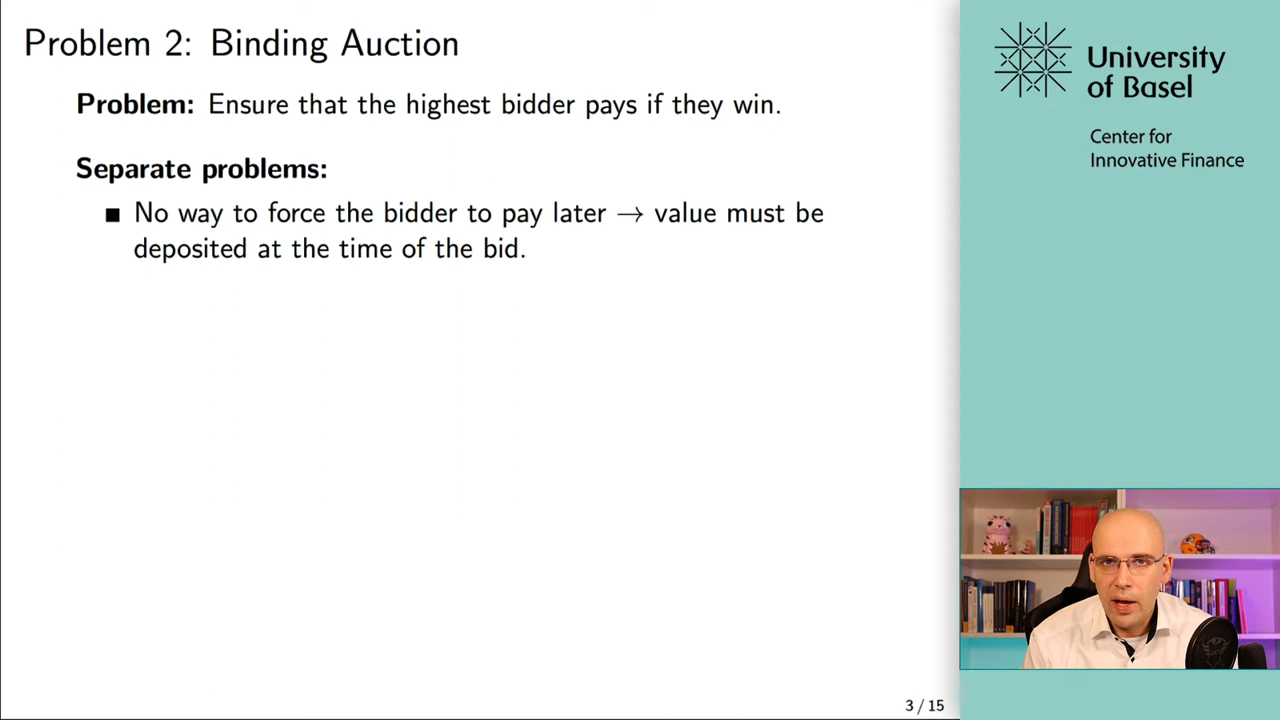 Problem 2: Binding Auction
Problem: Ensure that the highest bidder pays if they win.
Separate problems:
■ No way to force the bidder to pay later → value must be
deposited at the time of the bid.
3 / 15
University
of Basel
Center for
Innovative Finance